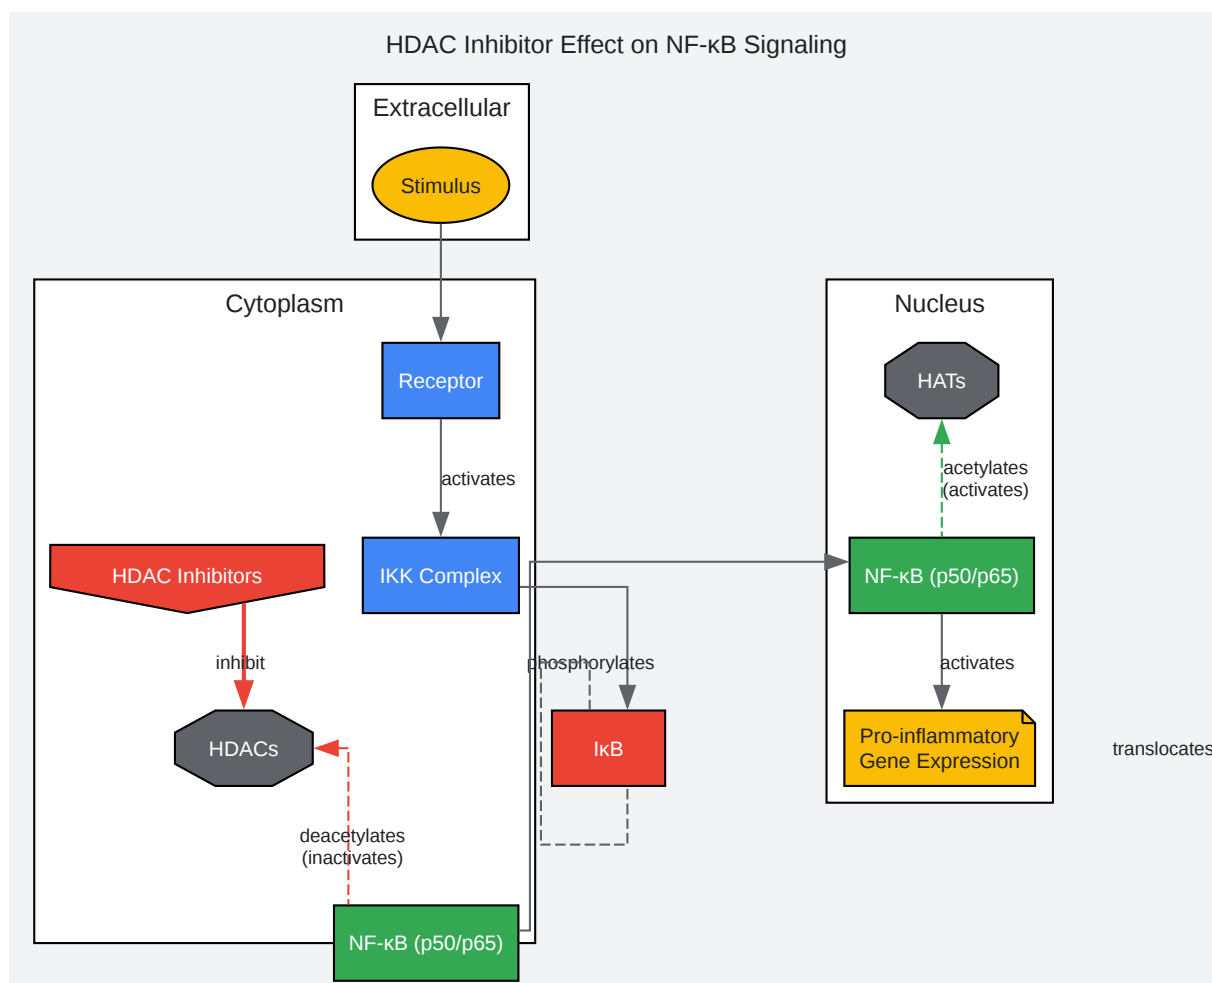 HDAC Inhibitor Effect on NF-κB Signaling
Extracellular
Stimulus
Cytoplasm
Nucleus
Receptor
HATs
activates
acetylates
(activates)
HDAC Inhibitors
IKK Complex
NF-κB (p50/p65)
inhibit
phosphorylates
activates
HDACs
IκB
Pro-inflammatory
Gene Expression
translocates
deacetylates
(inactivates)
NF-κB (p50/p65)